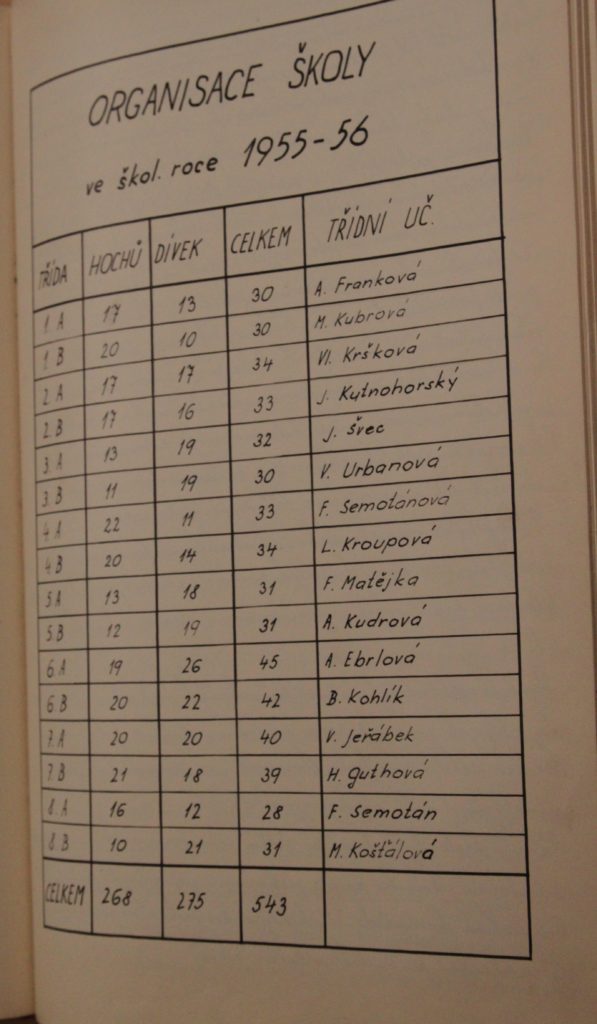 ORGANISACE ŠKOLY
ve škol. roce 1955-56
TŘÍDA HOCHŮ DÍVEK CELKEM TŘÍDNÍ UČ.
1. A 17 13 30 A. Franková
1. B 20 10 30 M. Kubrová
2. A 17 17 34 Vl. Kršková
2. B 17 16 33 J. Kutnohorský
3. A 13 19 32 J. Švec
3. B 11 19 30 V. Urbanová
4. A 22 11 33 F. Semotánová
4. B 20 14 34 L. Kroupová
5. A 13 18 31 F. Matějka
5. B 12 19 31 A. Kudrová
6. A 19 26 45 A. Ebrlová
6. B 20 22 42 B. Kohlík
7. A 20 20 40 V. Jeřábek
7. B 21 18 39 H. Guthová
8. A 16 12 28 F. Semotán
8. B 10 21 31 M. Košťálová
CELKEM 268 275 543